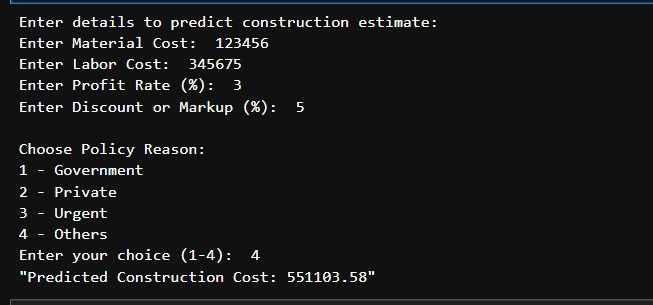 Enter details to predict construction estimate:
Enter Material Cost:  123456
Enter Labor Cost:  345675
Enter Profit Rate (%):  3
Enter Discount or Markup (%):  5

Choose Policy Reason:
1 - Government
2 - Private
3 - Urgent
4 - Others
Enter your choice (1-4):  4
"Predicted Construction Cost: 551103.58"